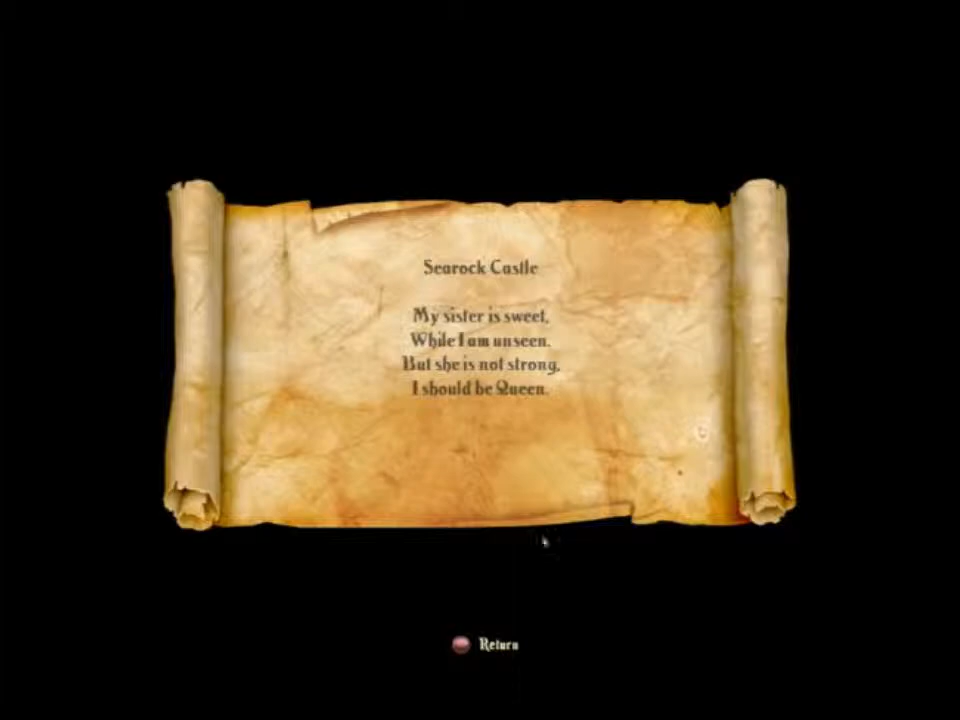 Searock Castle
My sister is sweet,
While I am unseen.
But she is not strong,
I should be Queen.
Return